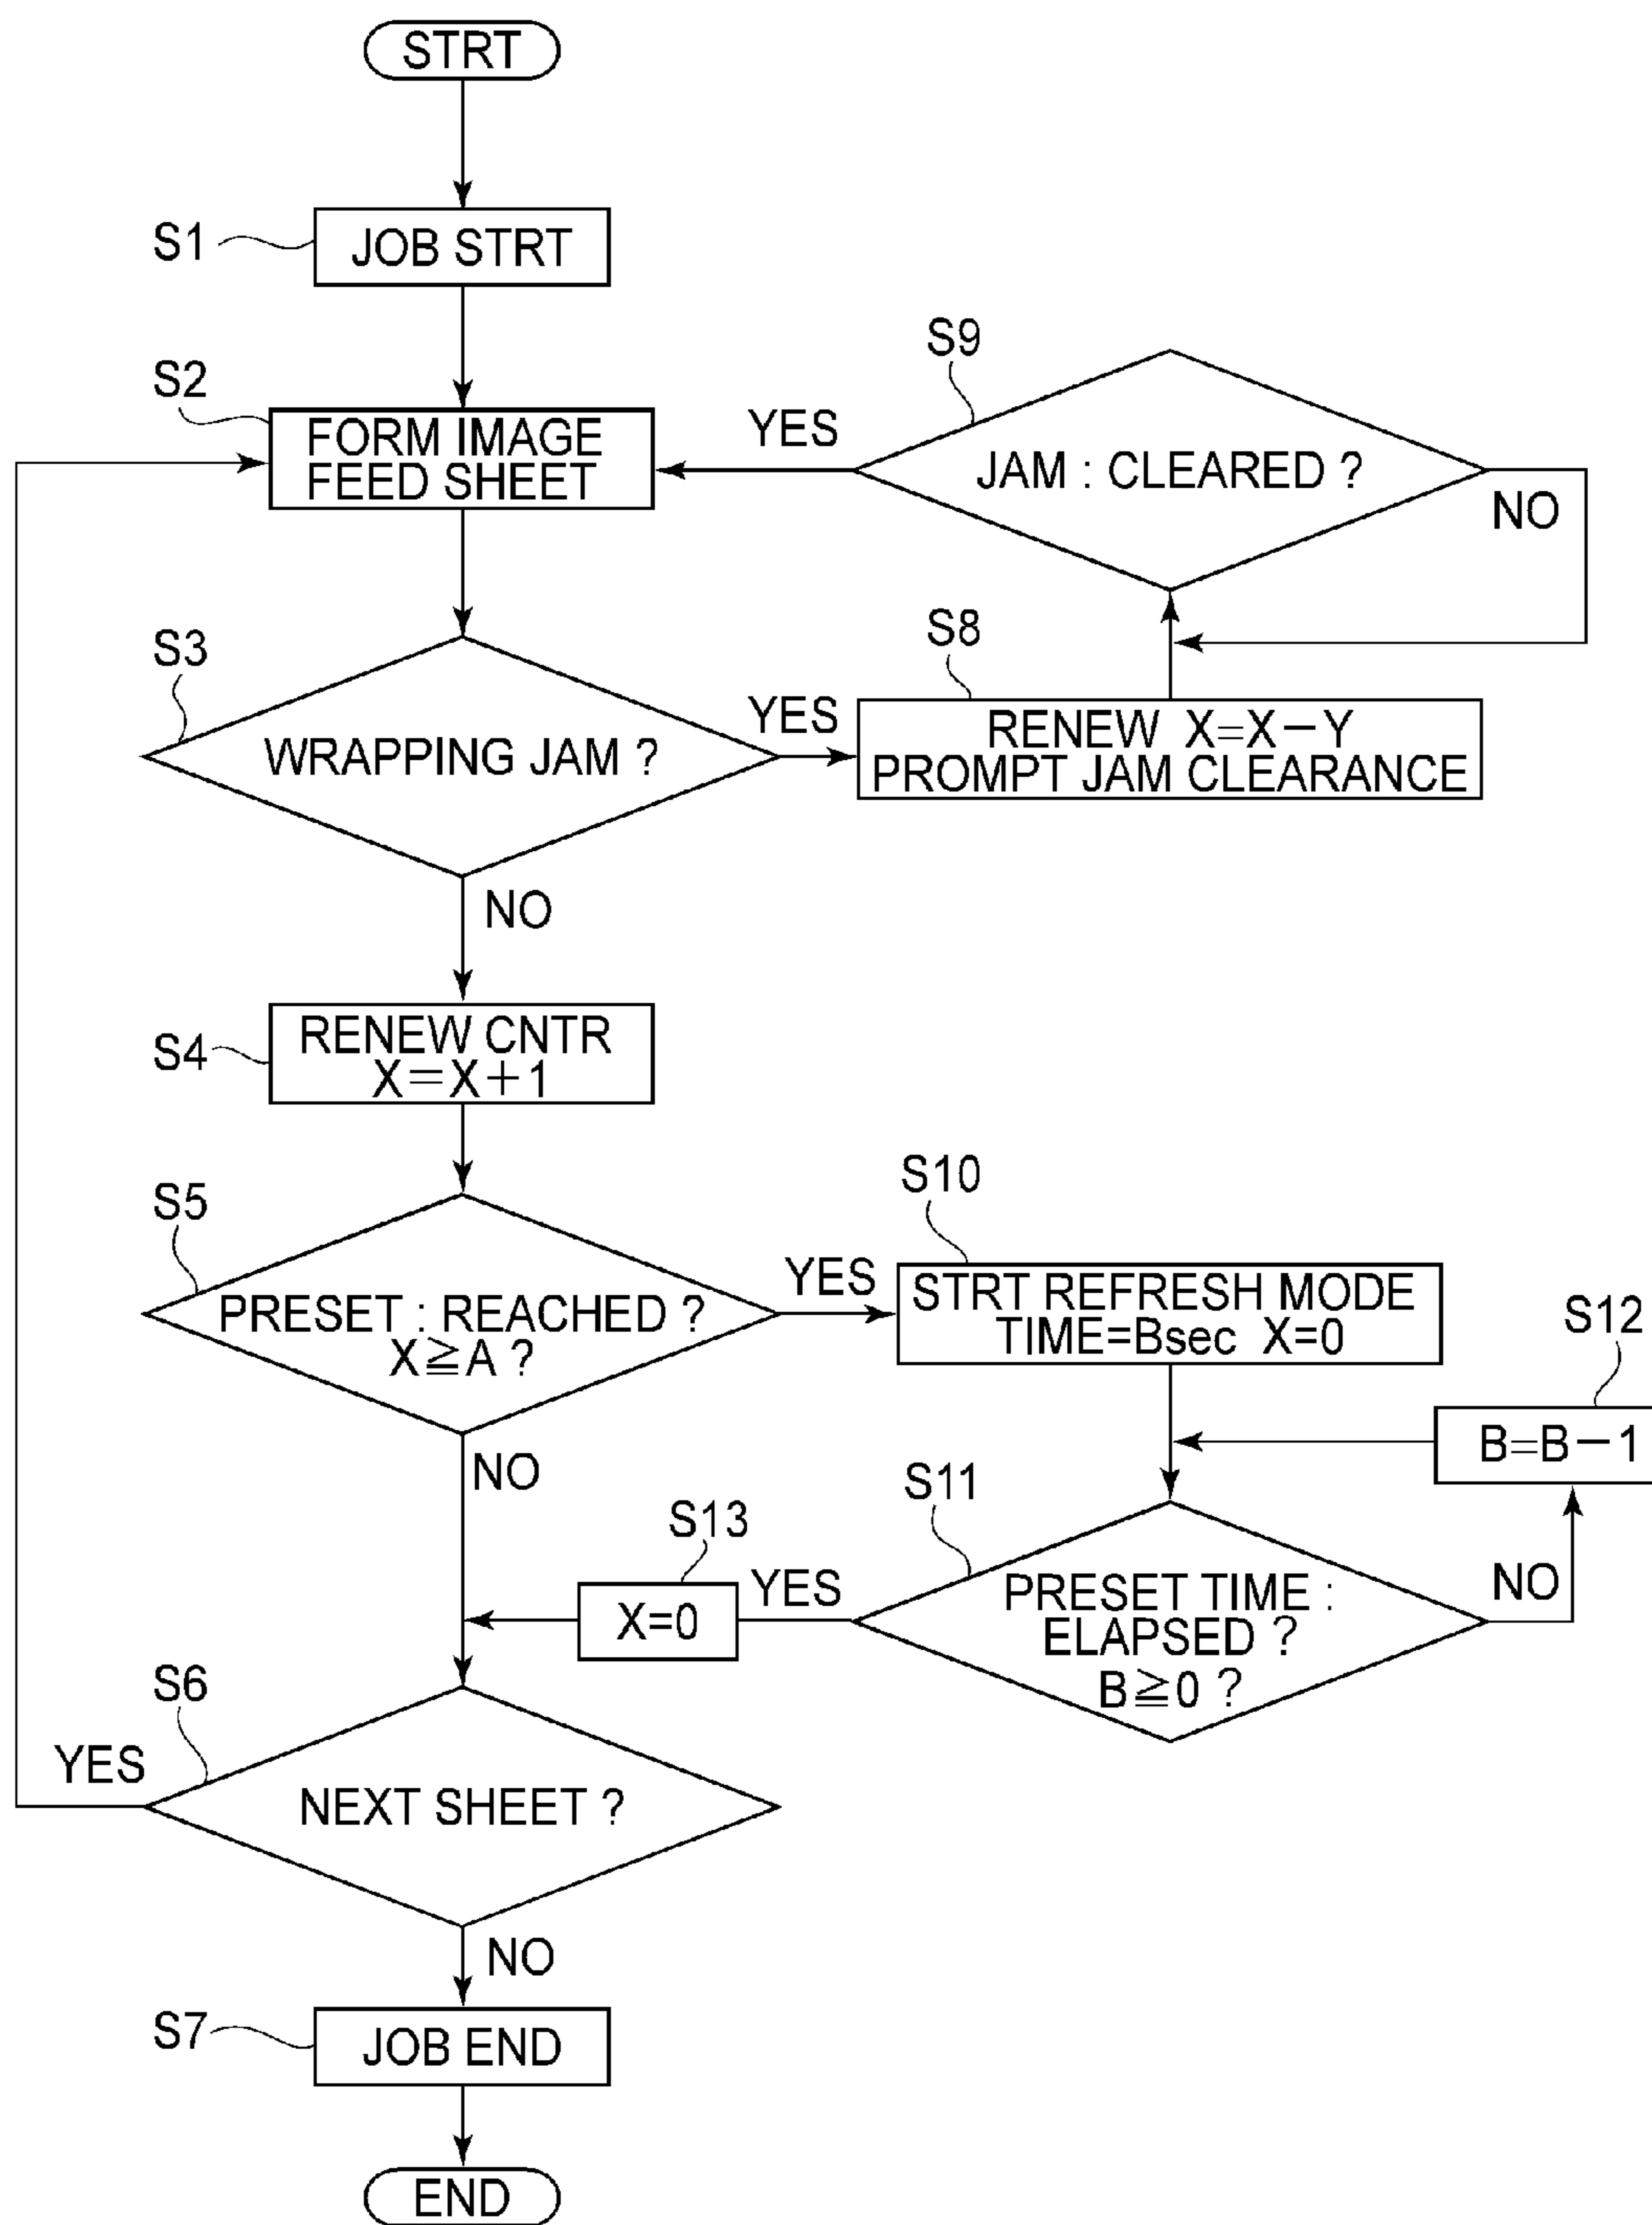 STRT
S1
JOB STRT
S2
FORM IMAGE
FEED SHEET
S9
JAM : CLEARED ?
YES
NO
S3
WRAPPING JAM ?
YES
NO
S8
RENEW X=X−Y
PROMPT JAM CLEARANCE
S4
RENEW CNTR
X=X+1
S5
PRESET : REACHED ?
X≧A ?
YES
NO
S10
STRT REFRESH MODE
TIME=Bsec X=0
S12
B=B−1
S11
PRESET TIME :
ELAPSED ?
B≧0 ?
NO
YES
S13
X=0
S6
NEXT SHEET ?
YES
NO
S7
JOB END
END